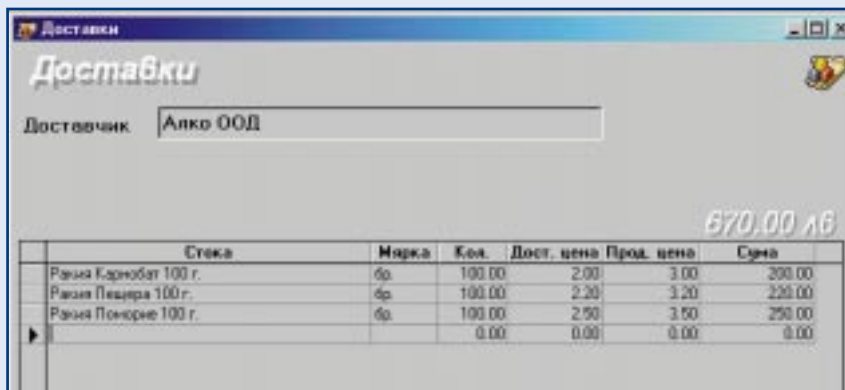 Доставки
Доставки
Доставчик Алко ООД
670.00 лв
Стока Мярка Кол. Дост. цена Прод. цена Сума
Ракия Карнобат 100 г. бр. 100.00 2.00 3.00 200.00
Ракия Пещера 100 г. бр. 100.00 2.20 3.20 220.00
Ракия Поморие 100 г. бр. 100.00 2.50 3.50 250.00
0.00 0.00 0.00 0.00